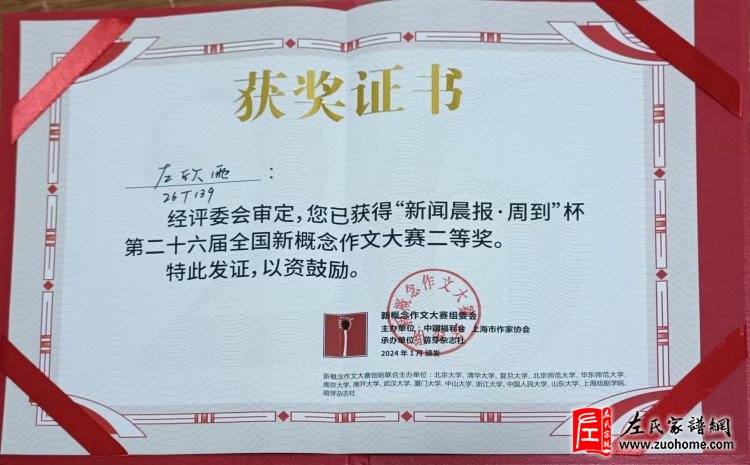 获奖证书
左欣雨:
26T139
经评委会审定,您已获得“新闻晨报·周到”杯
第二十六届全国新概念作文大赛二等奖。
特此发证,以资鼓励。
新概念作文大赛组委会
主办单位:中国福利会 上海市作家协会
承办单位:萌芽杂志社
2024年1月 颁发
新概念作文大赛创始联合主办单位:北京大学、清华大学、复旦大学、北京师范大学、华东师范大学、
南京大学、南开大学、武汉大学、厦门大学、中山大学、浙江大学、中国人民大学、山东大学、上海戏剧学院、
萌芽杂志社
左氏家譜網
www.zuohome.com